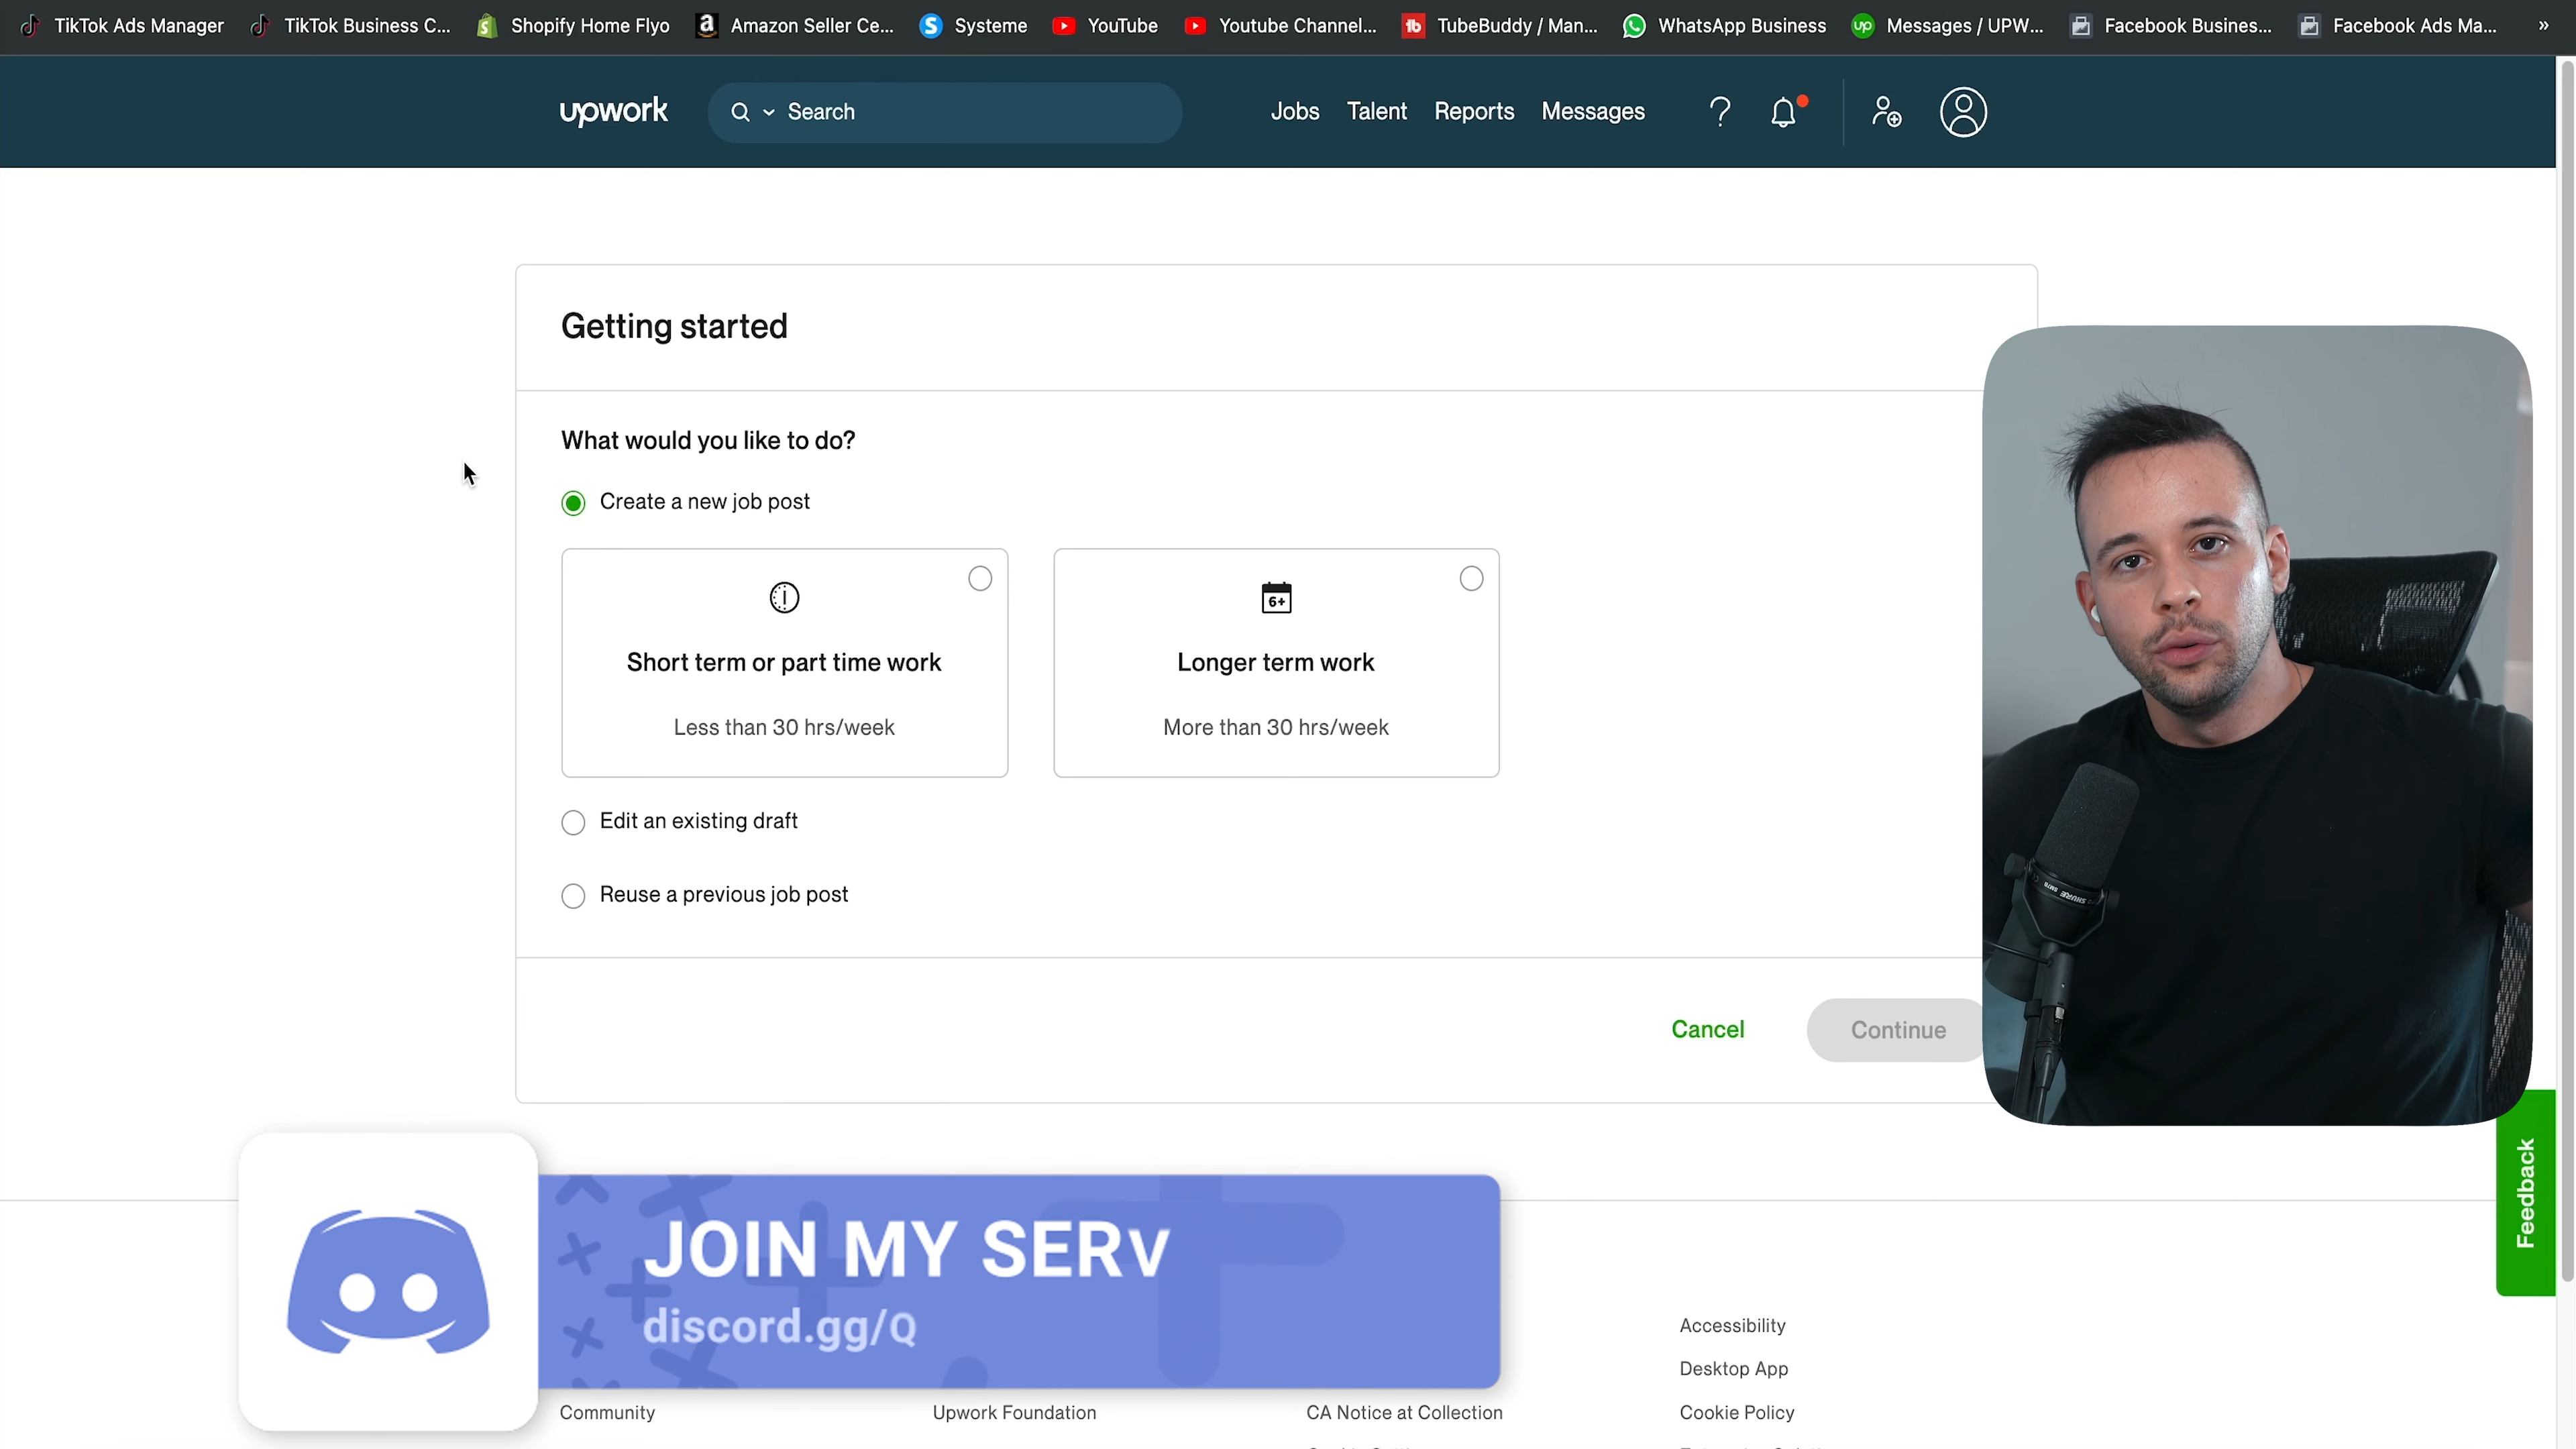 TikTok Ads Manager TikTok Business C... Shopify Home Flyo Amazon Seller Ce... Systeme YouTube Youtube Channel... TubeBuddy / Man... WhatsApp Business Messages / UPW... Facebook Busines... Facebook Ads Ma... »
upwork Search Jobs Talent Reports Messages
Getting started
What would you like to do?
Create a new job post
6+
Short term or part time work Longer term work
Less than 30 hrs/week More than 30 hrs/week
Edit an existing draft
Reuse a previous job post
SHURE
Cancel Continue
Feedback
JOIN MY SERV
discord.gg/Q
Accessibility
Desktop App
Community Upwork Foundation CA Notice at Collection Cookie Policy